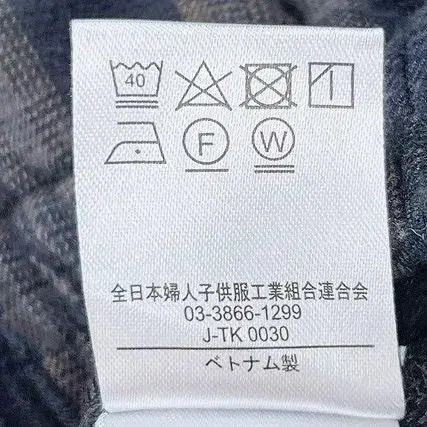 40
F W
全日本婦人子供服工業組合連合会
03-3866-1299
J-TK 0030
ベトナム製